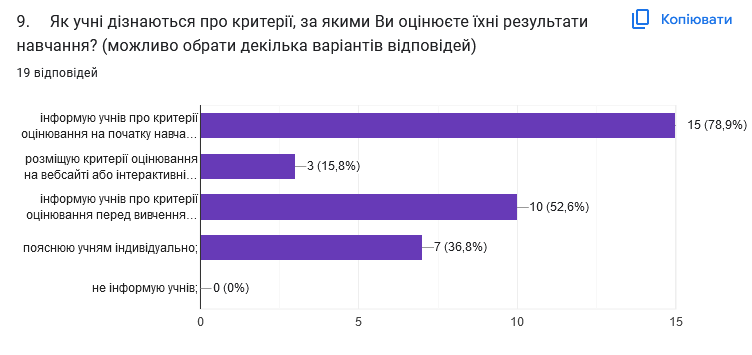 9. Як учні дізнаються про критерії, за якими Ви оцінюєте їхні результати
навчання? (можливо обрати декілька варіантів відповідей)
Копіювати
19 відповідей
інформую учнів про критерії
оцінювання на початку навча…
15 (78,9%)
розміщую критерії оцінювання
на вебсайті або інтерактивні…
3 (15,8%)
інформую учнів про критерії
оцінювання перед вивчення…
10 (52,6%)
пояснюю учням індивідуально;
7 (36,8%)
не інформую учнів;
0 (0%)
0 5 10 15